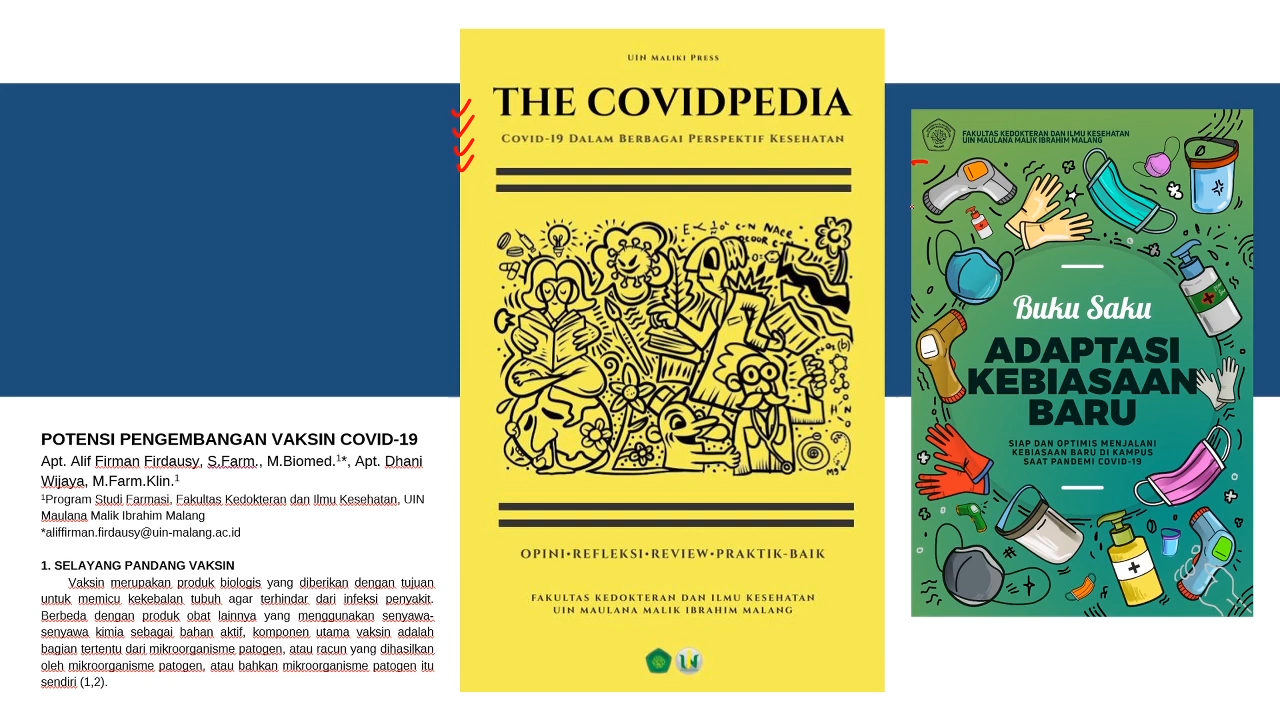 POTENSI PENGEMBANGAN VAKSIN COVID-19
Apt. Alif Firman Firdausy, S.Farm., M.Biomed.¹*, Apt. Dhani
Wijaya, M.Farm.Klin.¹
¹Program Studi Farmasi, Fakultas Kedokteran dan Ilmu Kesehatan, UIN
Maulana Malik Ibrahim Malang
*aliffirman.firdausy@uin-malang.ac.id
1. SELAYANG PANDANG VAKSIN
Vaksin merupakan produk biologis yang diberikan dengan tujuan
untuk memicu kekebalan tubuh agar terhindar dari infeksi penyakit.
Berbeda dengan produk obat lainnya yang menggunakan senyawa-
senyawa kimia sebagai bahan aktif, komponen utama vaksin adalah
bagian tertentu dari mikroorganisme patogen, atau racun yang dihasilkan
oleh mikroorganisme patogen, atau bahkan mikroorganisme patogen itu
sendiri (1,2).
UIN MALIKI PRESS
THE COVIDPEDIA
COVID-19 DALAM BERBAGAI PERSPEKTIF KESEHATAN
OPINI•REFLEKSI•REVIEW•PRAKTIK-BAIK
FAKULTAS KEDOKTERAN DAN ILMU KESEHATAN
UIN MAULANA MALIK IBRAHIM MALANG
FAKULTAS KEDOKTERAN DAN ILMU KESEHATAN
UIN MAULANA MALIK IBRAHIM MALANG
Buku Saku
ADAPTASI
KEBIASAAN
BARU
SIAP DAN OPTIMIS MENJALANI
KEBIASAAN BARU DI KAMPUS
SAAT PANDEMI COVID-19